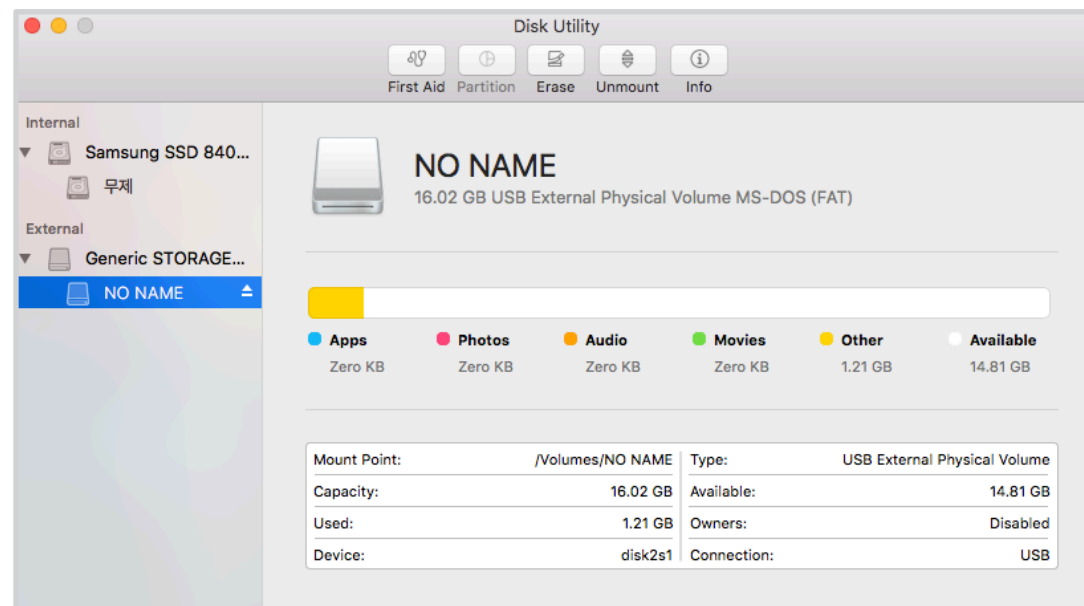 Disk Utility
First Aid Partition Erase Unmount Info
Internal
Samsung SSD 840...
무제
External
Generic STORAGE...
NO NAME
NO NAME
16.02 GB USB External Physical Volume MS-DOS (FAT)
Apps Photos Audio Movies Other Available
Zero KB Zero KB Zero KB Zero KB 1.21 GB 14.81 GB
Mount Point: /Volumes/NO NAME Type: USB External Physical Volume
Capacity: 16.02 GB Available: 14.81 GB
Used: 1.21 GB Owners: Disabled
Device: disk2s1 Connection: USB